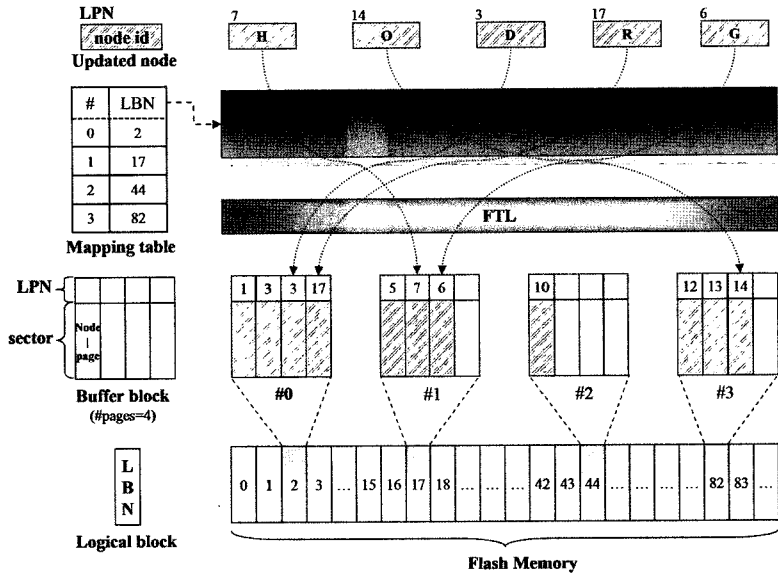 LPN
node id
Updated node
7 14 3 17 6
H O D R G
# LBN
0 2
1 17
2 44
3 82
Mapping table
FTL
LPN
sector
Node
|
page
Buffer block
(#pages=4)
1 3 3 17
5 7 6
10
12 13 14
#0 #1 #2 #3
L
B
N
Logical block
0 1 2 3 ... 15 16 17 18 ... ... ... 42 43 44 ... ... ... ... 82 83 ...
Flash Memory